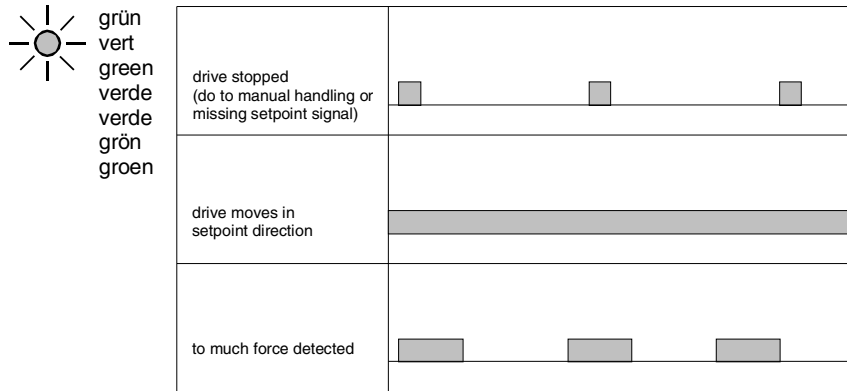 grün
vert
green
verde
verde
grön
groen
drive stopped
(do to manual handling or
missing setpoint signal)
drive moves in
setpoint direction
to much force detected